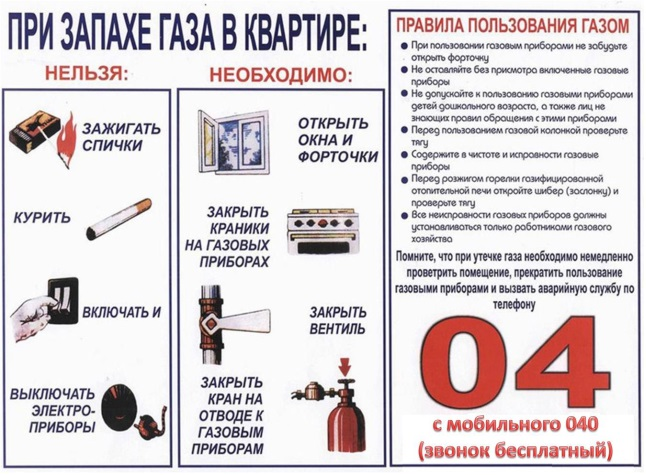 ПРИ ЗАПАХЕ ГАЗА В КВАРТИРЕ:
НЕЛЬЗЯ:
ЗАЖИГАТЬ
СПИЧКИ
КУРИТЬ
ВКЛЮЧАТЬ И
ВЫКЛЮЧАТЬ
ЭЛЕКТРО-
ПРИБОРЫ
НЕОБХОДИМО:
ОТКРЫТЬ
ОКНА И
ФОРТОЧКИ
ЗАКРЫТЬ
КРАНИКИ
НА ГАЗОВЫХ
ПРИБОРАХ
ЗАКРЫТЬ
ВЕНТИЛЬ
ЗАКРЫТЬ
КРАН НА
ОТВОДЕ К
ГАЗОВЫМ
ПРИБОРАМ
ПРАВИЛА ПОЛЬЗОВАНИЯ ГАЗОМ
● При пользовании газовым приборами не забудьте
открыть форточку
● Не оставляйте без присмотра включенные газовые
приборы
● Не допускайте к пользованию газовыми приборами
детей дошкольного возраста, а также лиц не
знающих правил обращения с этими приборами
● Перед пользованием газовой колонкой проверьте
тягу
● Содержите в чистоте и исправности газовые
приборы
● Перед розжигом горелки газифицированной
отопительной печи откройте шибер (заслонку) и
проверьте тягу
● Все неисправности газовых приборов должны
устанавливаться только работниками газового
хозяйства
Помните, что при утечке газа необходимо немедленно
проветрить помещение, прекратить пользование
газовыми приборами и вызвать аварийную службу по
телефону
04
с мобильного 040
(звонок бесплатный)